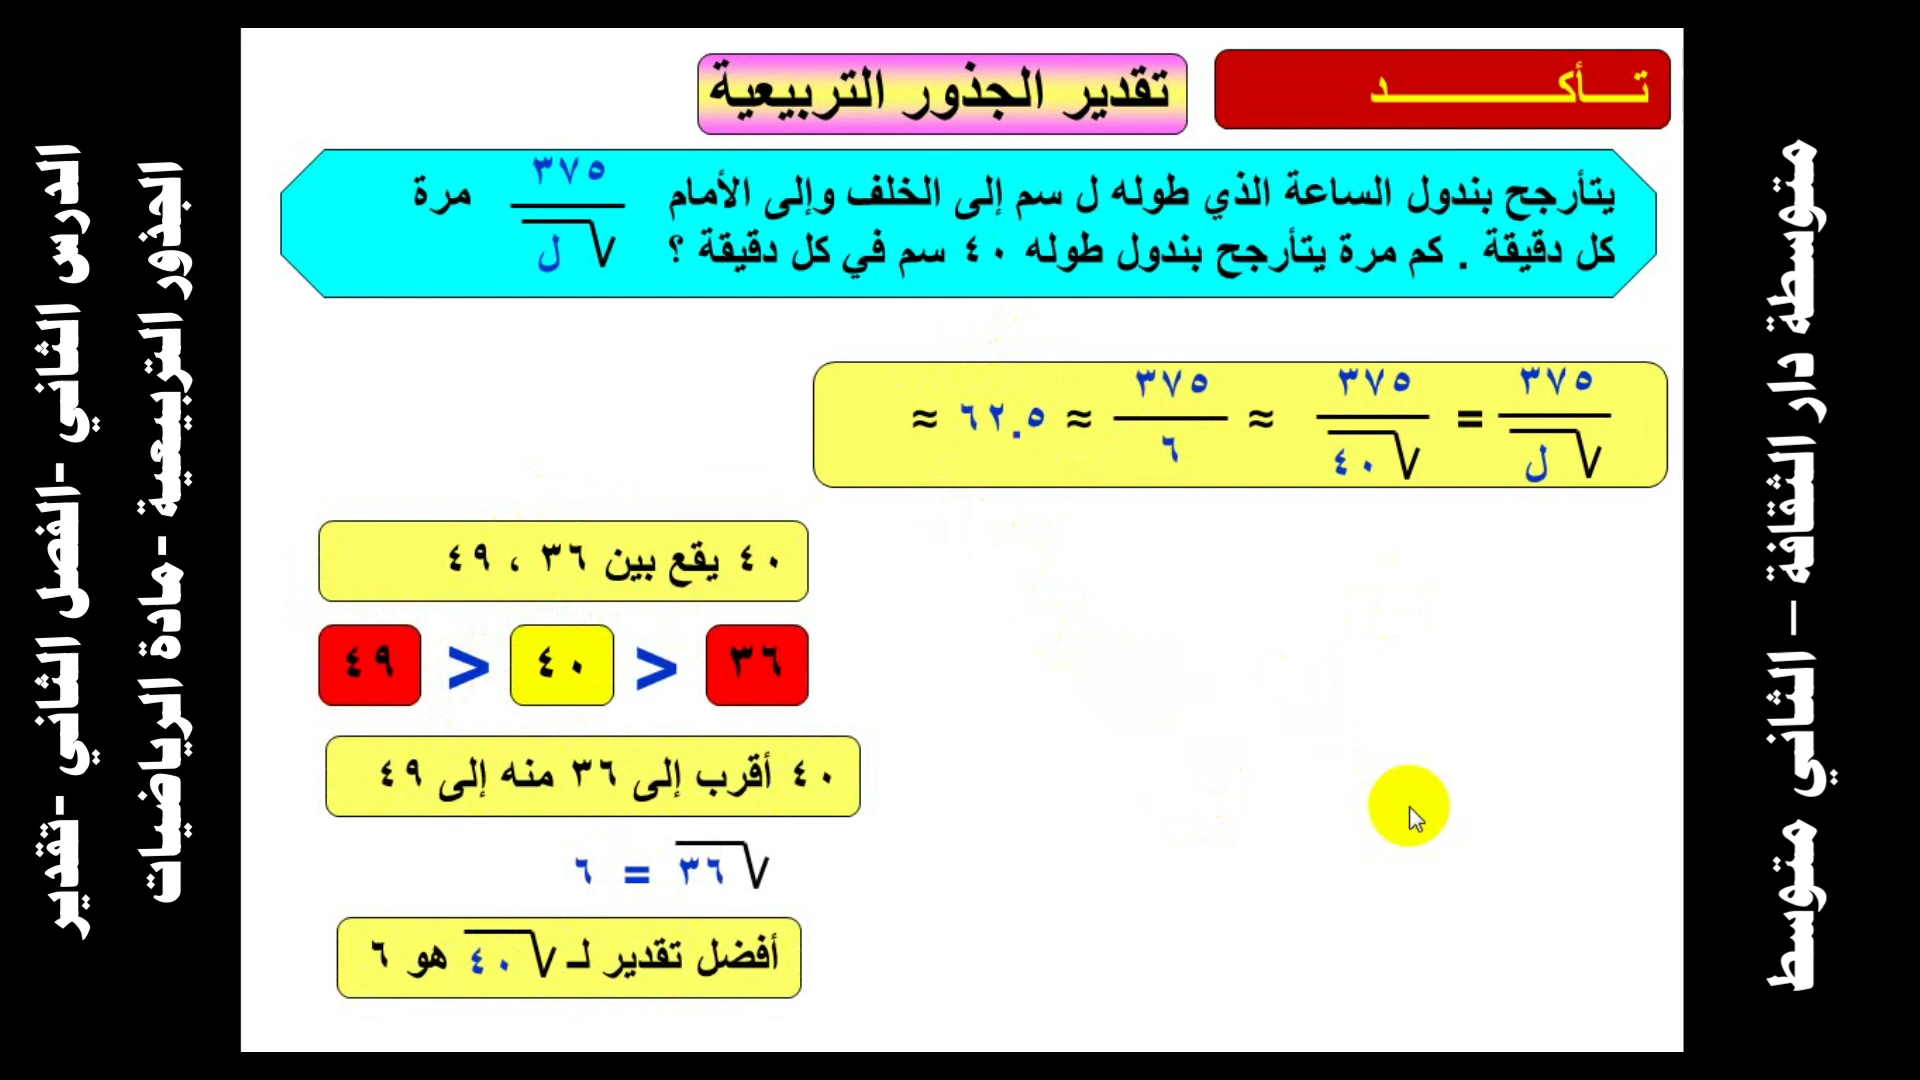 تـــأكــــــــــــــد
تقدير الجذور التربيعية
يتأرجح بندول الساعة الذي طوله ل سم إلى الخلف وإلى الأمام ٣٧٥ / √ل مرة
كل دقيقة . كم مرة يتأرجح بندول طوله ٤٠ سم في كل دقيقة ؟
٣٧٥ / √ل = ٣٧٥ / √٤٠ ≈ ٣٧٥ / ٦ ≈ ٦٢.٥ ≈
٤٠ يقع بين ٣٦ ، ٤٩
٣٦ < ٤٠ < ٤٩
٤٠ أقرب إلى ٣٦ منه إلى ٤٩
√٣٦ = ٦
أفضل تقدير لـ √٤٠ هو ٦
متوسطة دار الثقافة – الثاني متوسط
الدرس الثاني -الفصل الثاني -تقدير
الجذور التربيعية -مادة الرياضيات